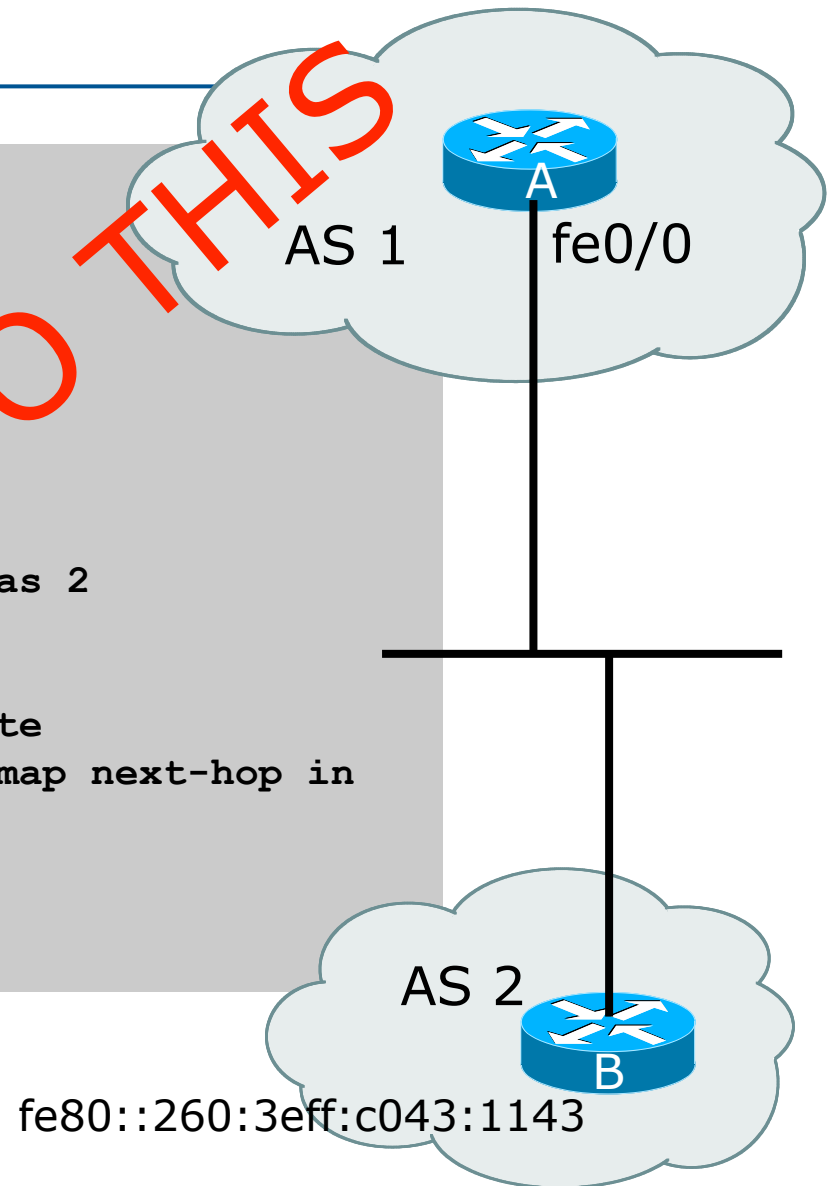 O THIS
A
AS 1
fe0/0
as 2
te
map next-hop in
AS 2
B
fe80::260:3eff:c043:1143